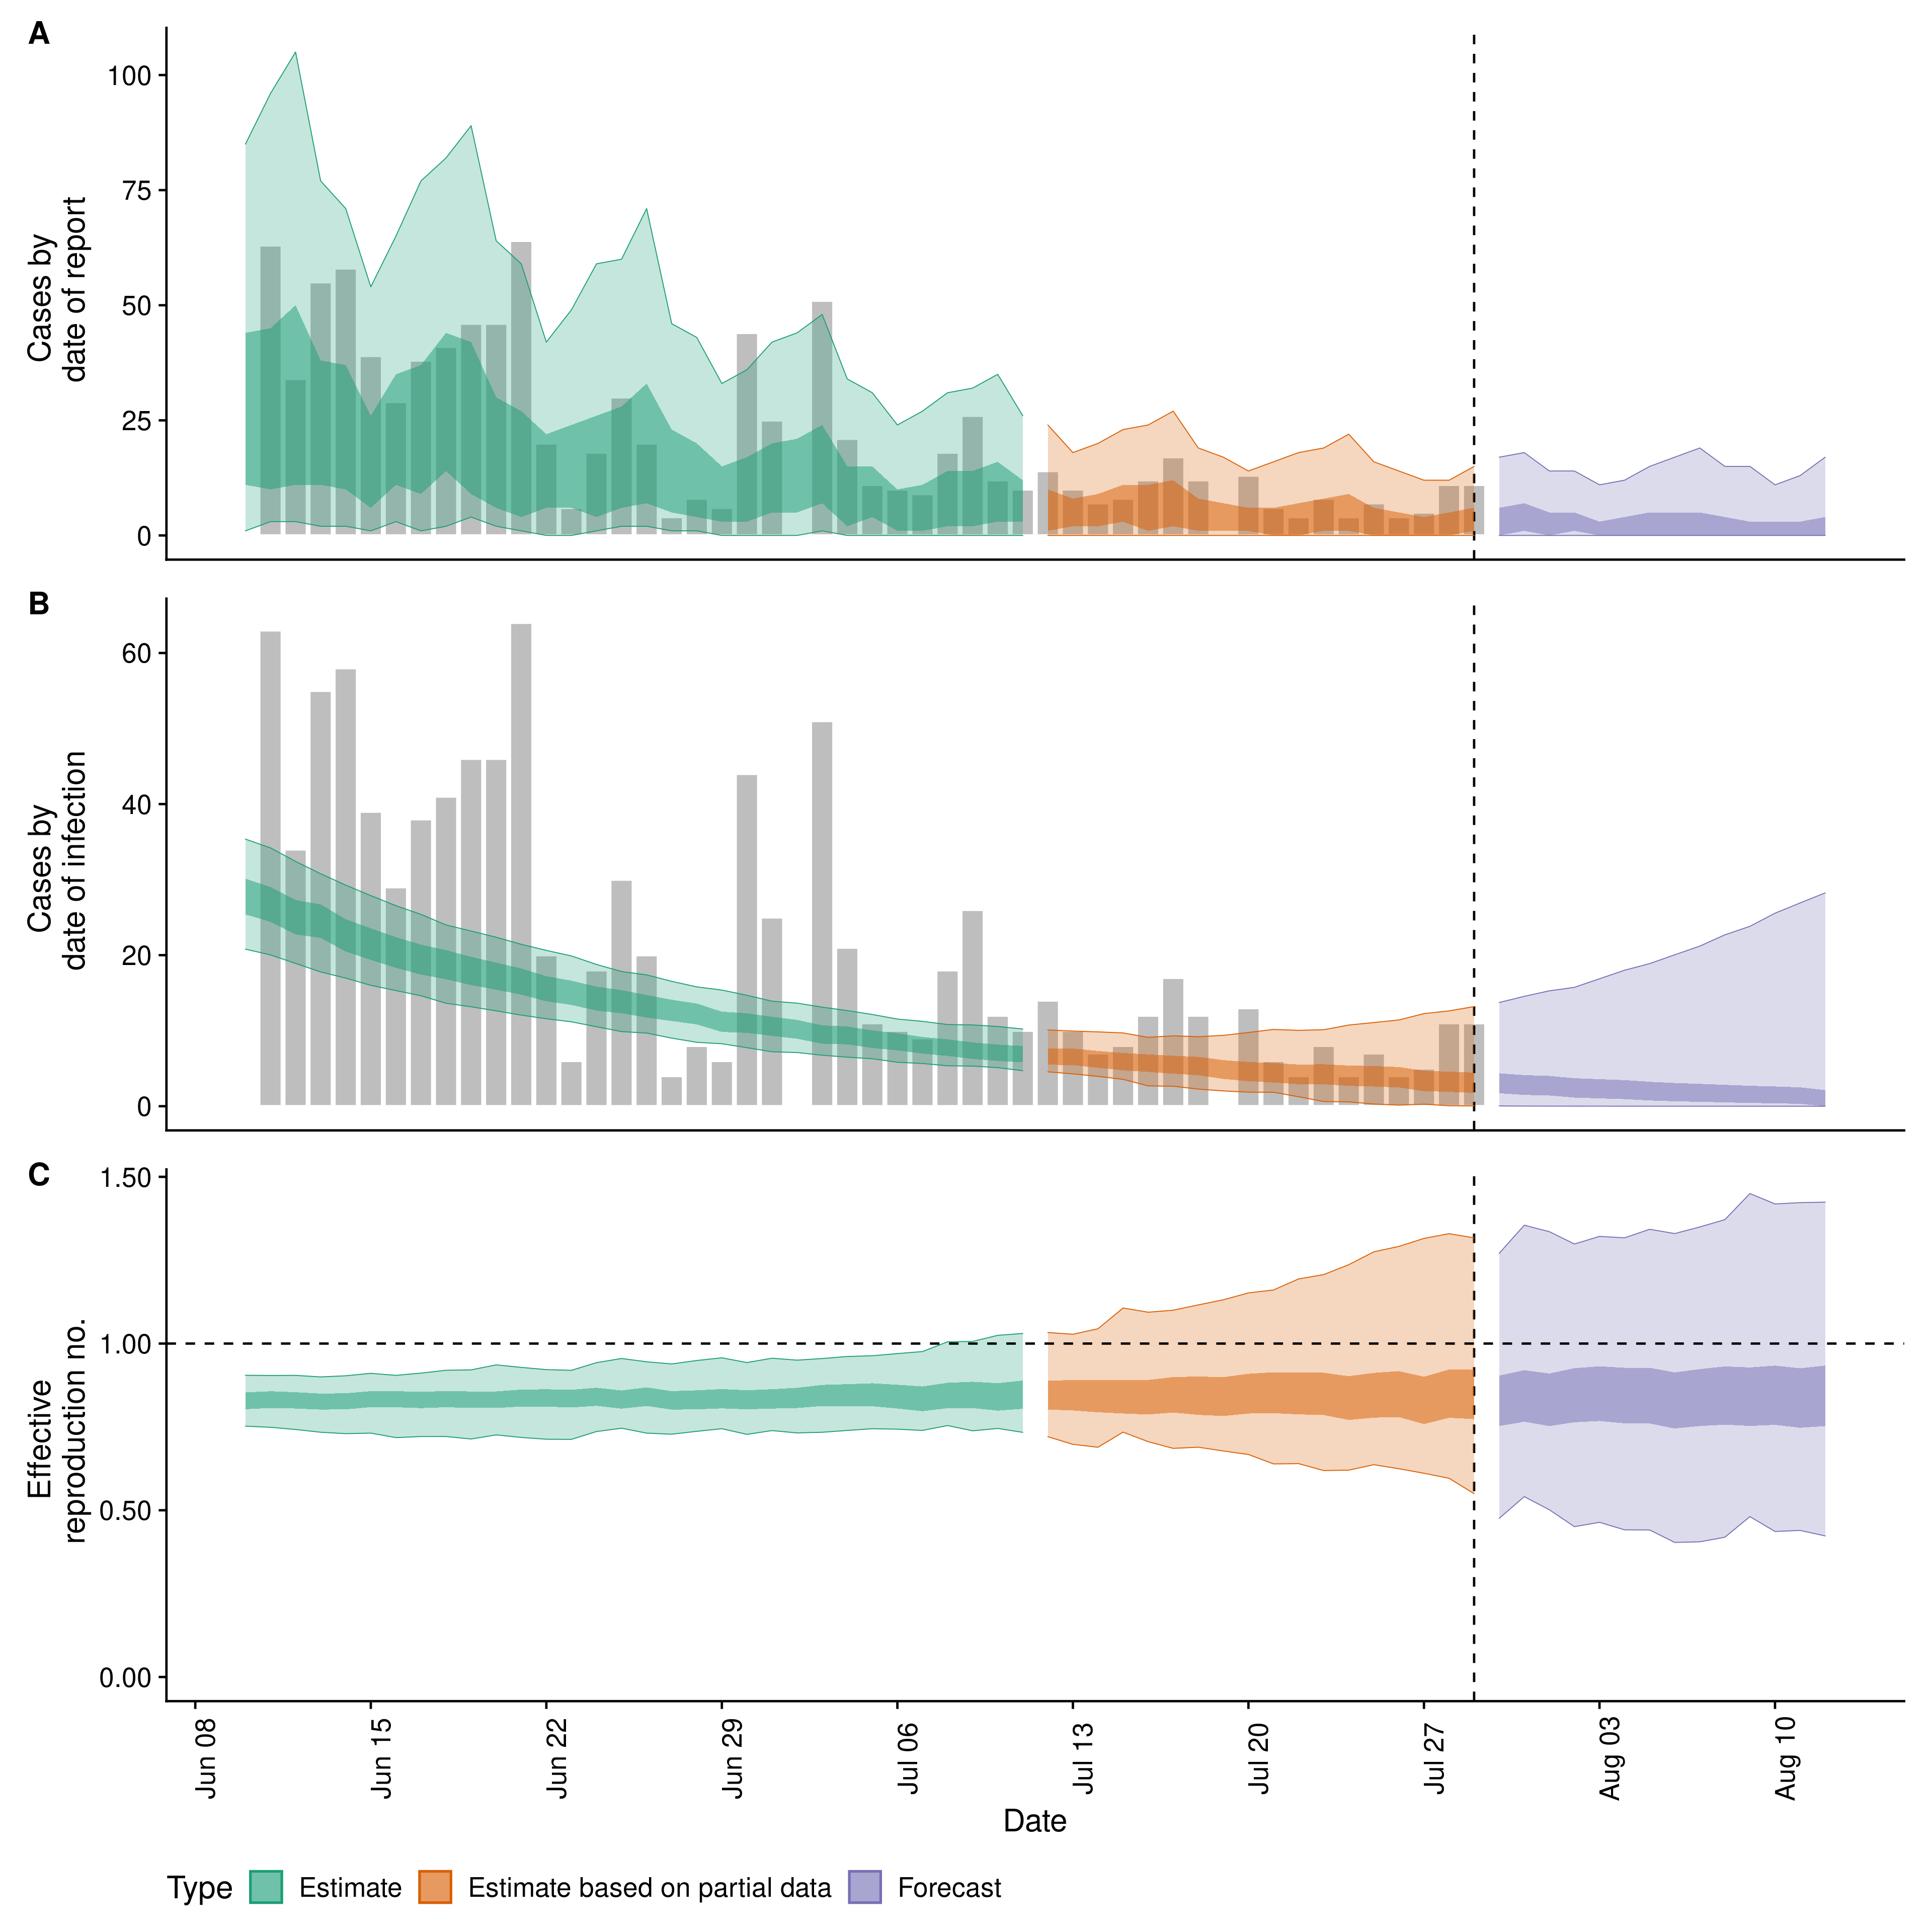 A
100
75
50
25
0
Cases by
date of report
B
60
40
20
0
Cases by
date of infection
C
1.50
1.00
0.50
0.00
Effective
reproduction no.
Jun 08
Jun 15
Jun 22
Jun 29
Jul 06
Jul 13
Jul 20
Jul 27
Aug 03
Aug 10
Date
Type Estimate Estimate based on partial data Forecast